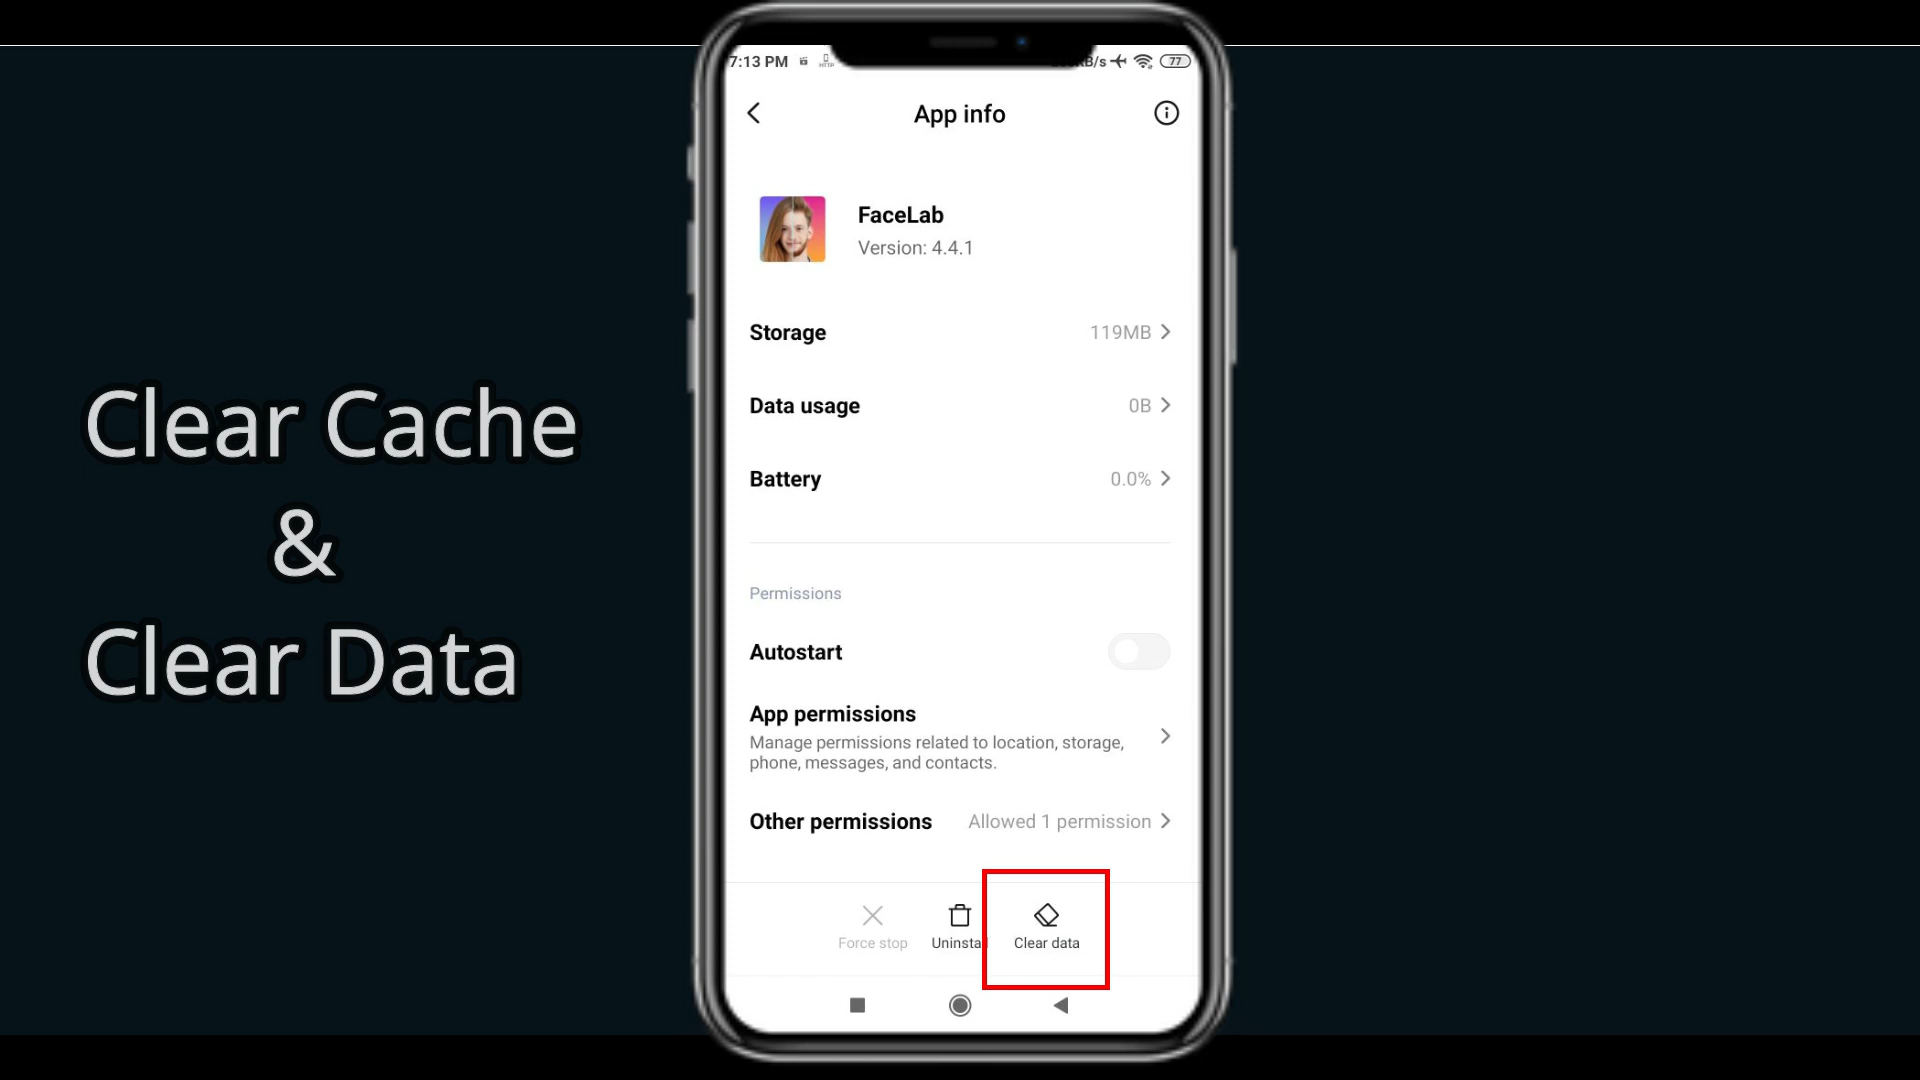 7:13 PM
B/s
77
App info
FaceLab
Version: 4.4.1
Storage 119MB
Data usage 0B
Battery 0.0%
Permissions
Autostart
App permissions
Manage permissions related to location, storage,
phone, messages, and contacts.
Other permissions Allowed 1 permission
Force stop Uninsta Clear data
Clear Cache
&
Clear Data